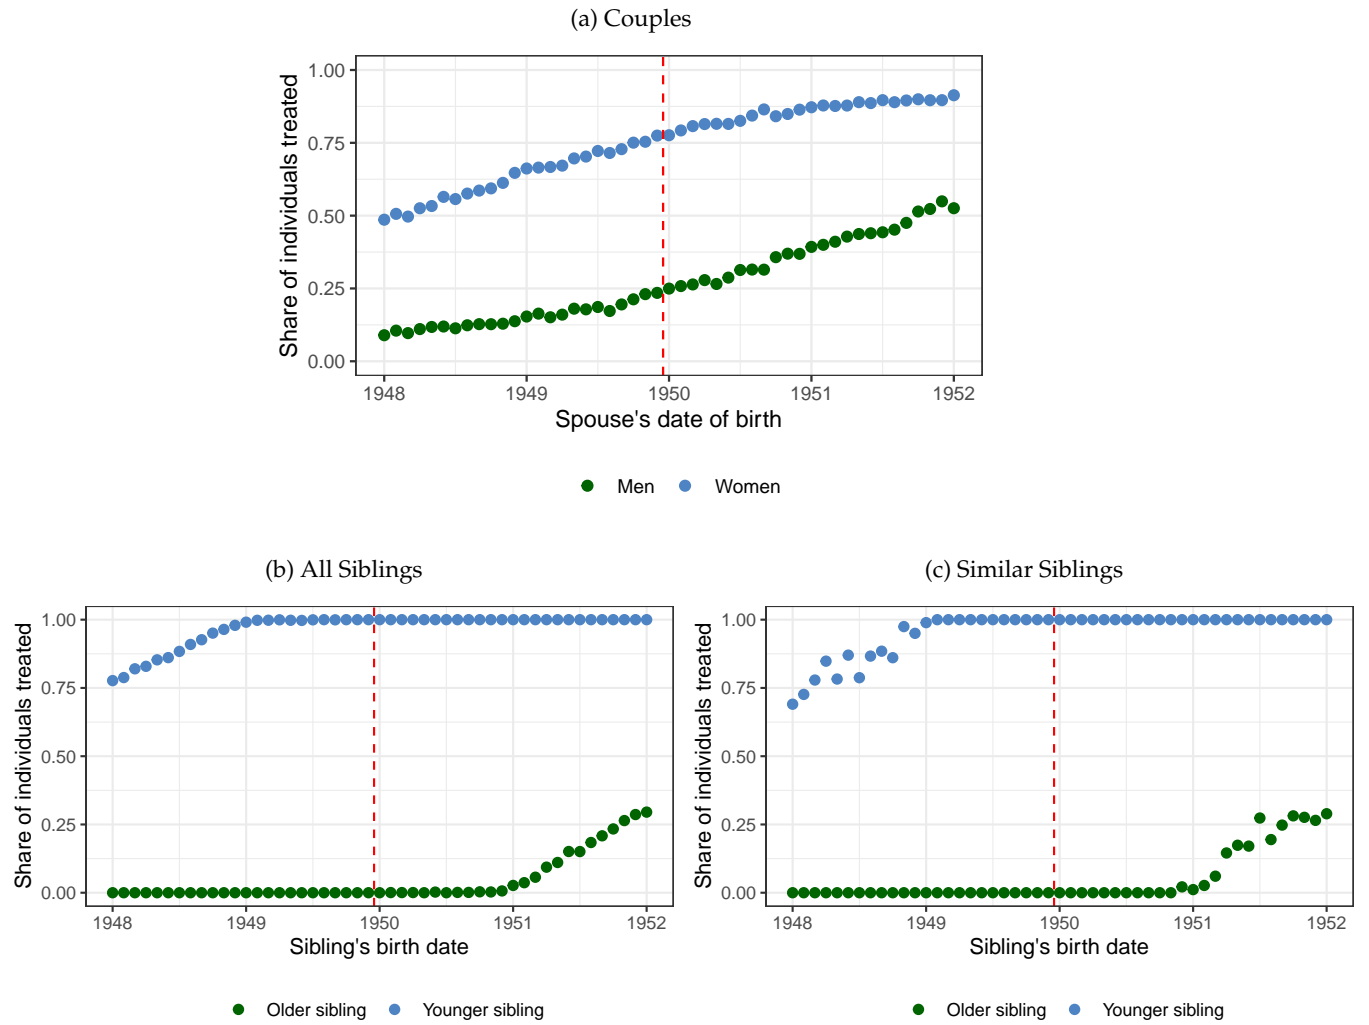 (a) Couples
1.00
0.75
0.50
0.25
0.00
Share of individuals treated
1948 1949 1950 1951 1952
Spouse's date of birth
Men Women
(b) All Siblings
1.00
0.75
0.50
0.25
0.00
Share of individuals treated
1948 1949 1950 1951 1952
Sibling's birth date
Older sibling Younger sibling
(c) Similar Siblings
1.00
0.75
0.50
0.25
0.00
Share of individuals treated
1948 1949 1950 1951 1952
Sibling's birth date
Older sibling Younger sibling